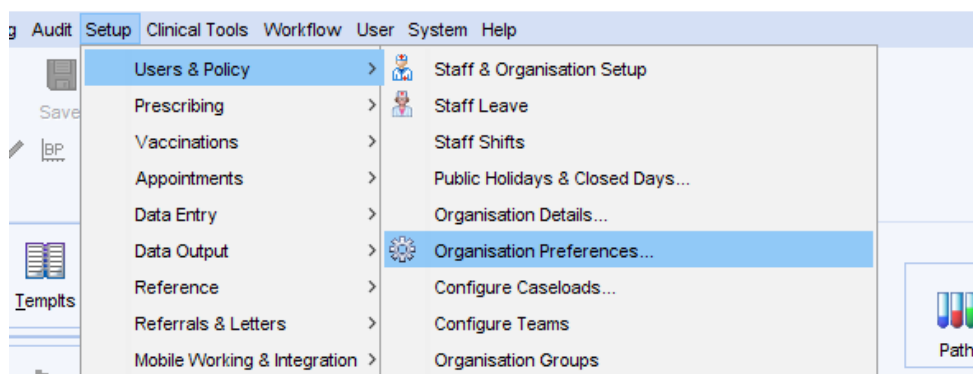 g Audit Setup Clinical Tools Workflow User System Help
Users & Policy >
Prescribing >
Vaccinations >
Appointments >
Data Entry >
Data Output >
Reference >
Referrals & Letters >
Mobile Working & Integration >
Staff & Organisation Setup
Staff Leave
Staff Shifts
Public Holidays & Closed Days...
Organisation Details...
Organisation Preferences...
Configure Caseloads...
Configure Teams
Organisation Groups
Save
BP
Templts
Path